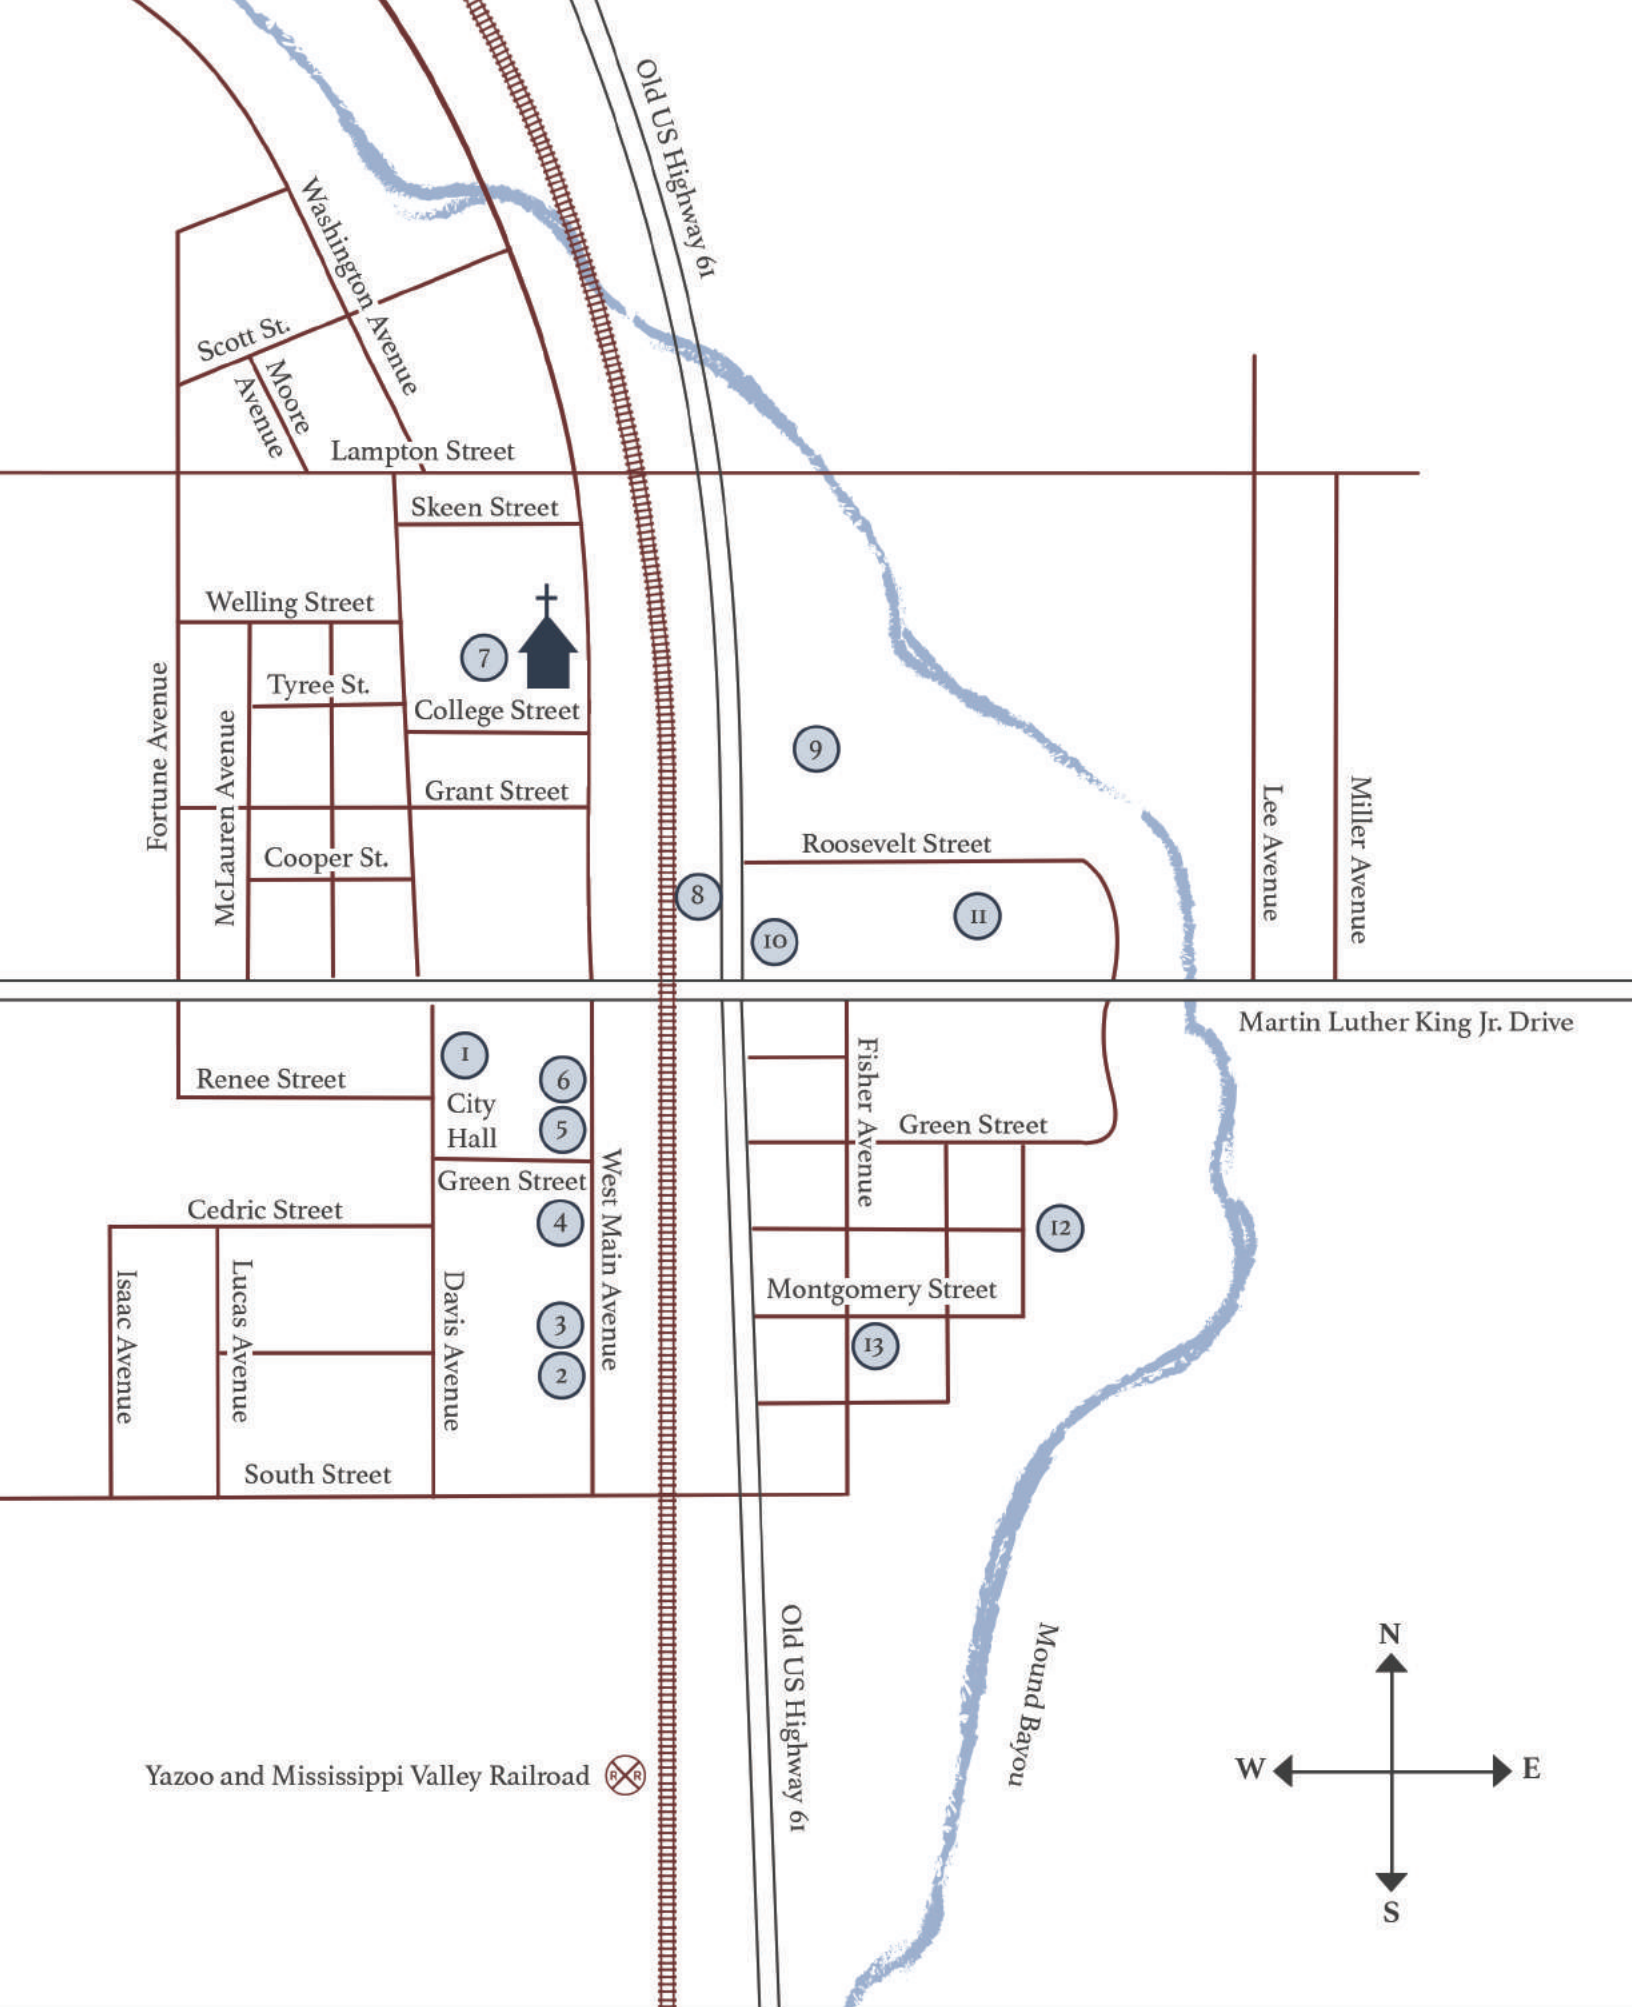 Old US Highway 61
Washington Avenue
Scott St.
Moore
Avenue
Lampton Street
Skeen Street
Welling Street
7
Tyree St.
College Street
Fortune Avenue
McLauren Avenue
9
Grant Street
Cooper St.
Roosevelt Street
Lee Avenue
Miller Avenue
8
10
11
Martin Luther King Jr. Drive
1
City
Hall
6
5
Renee Street
Fisher Avenue
Green Street
Green Street
West Main Avenue
Cedric Street
4
12
Isaac Avenue
Lucas Avenue
Davis Avenue
Montgomery Street
3
13
2
South Street
Old US Highway 61
Mound Bayou
Yazoo and Mississippi Valley Railroad
R R
N
W E
S